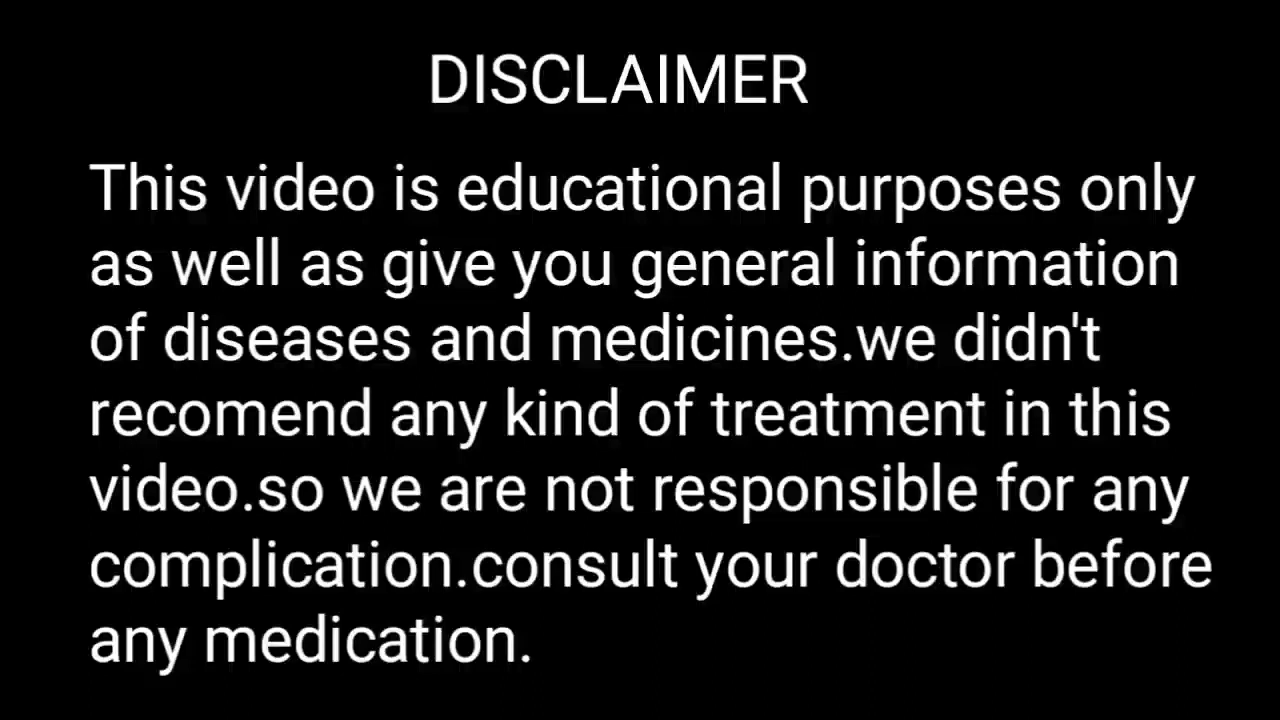 DISCLAIMER
This video is educational purposes only
as well as give you general information
of diseases and medicines.we didn't
recomend any kind of treatment in this
video.so we are not responsible for any
complication.consult your doctor before
any medication.